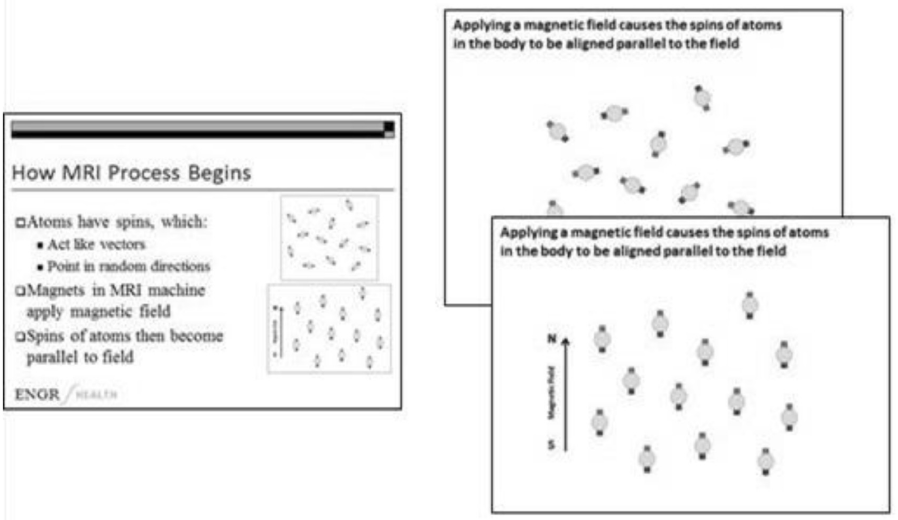 How MRI Process Begins
Atoms have spins, which:
Act like vectors
Point in random directions
Magnets in MRI machine
apply magnetic field
Spins of atoms then become
parallel to field
ENGR HEALTH
Applying a magnetic field causes the spins of atoms
in the body to be aligned parallel to the field
Applying a magnetic field causes the spins of atoms
in the body to be aligned parallel to the field
N
Magnetic Field
S